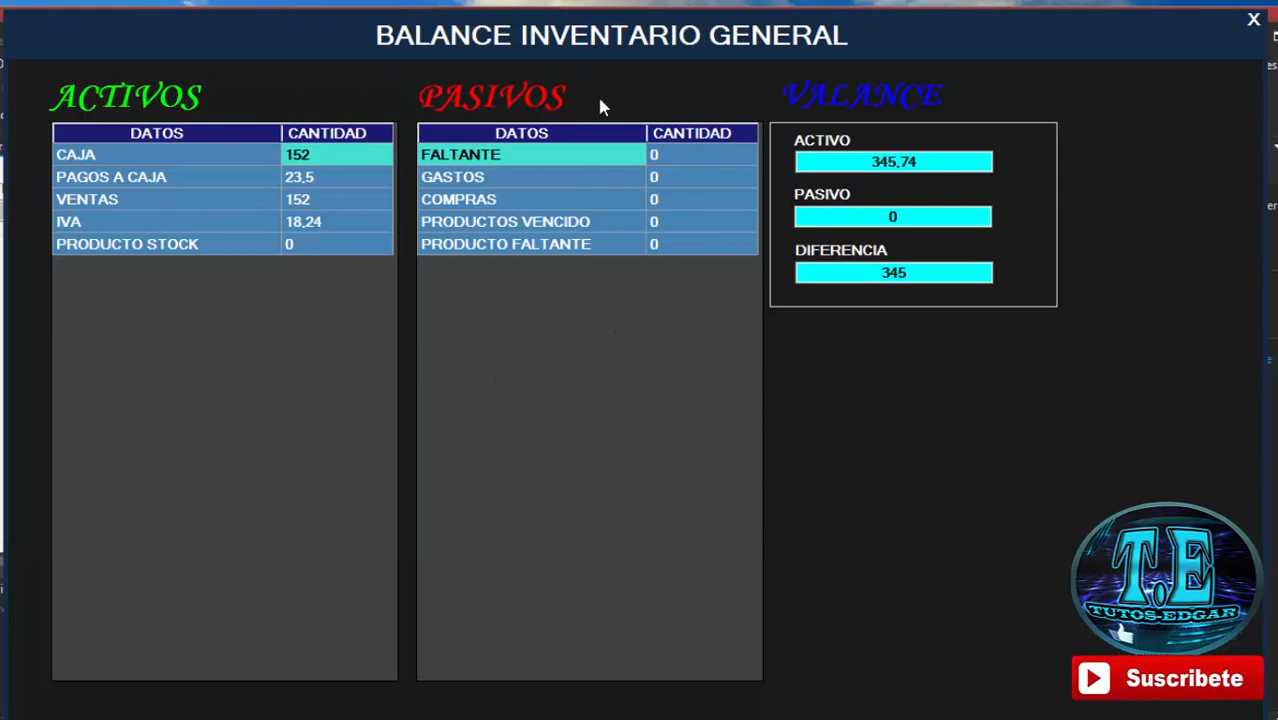 BALANCE INVENTARIO GENERAL
X
ACTIVOS
DATOS CANTIDAD
CAJA 152
PAGOS A CAJA 23,5
VENTAS 152
IVA 18,24
PRODUCTO STOCK 0
PASIVOS
DATOS CANTIDAD
FALTANTE 0
GASTOS 0
COMPRAS 0
PRODUCTOS VENCIDO 0
PRODUCTO FALTANTE 0
VALANCE
ACTIVO
345,74
PASIVO
0
DIFERENCIA
345
T.E
TUTOS-EDGAR
Suscribete